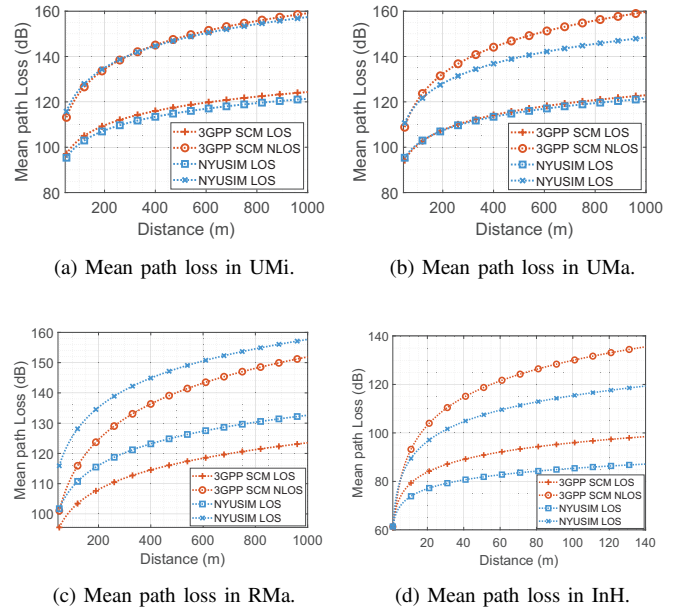 160
140
120
100
80
Mean path Loss (dB)
3GPP SCM LOS
3GPP SCM NLOS
NYUSIM LOS
NYUSIM LOS
200 400 600 800 1000
Distance (m)
(a) Mean path loss in UMi.
160
140
120
100
80
Mean path Loss (dB)
3GPP SCM LOS
3GPP SCM NLOS
NYUSIM LOS
NYUSIM LOS
200 400 600 800 1000
Distance (m)
(b) Mean path loss in UMa.
160
150
140
130
120
110
100
Mean path Loss (dB)
3GPP SCM LOS
3GPP SCM NLOS
NYUSIM LOS
NYUSIM LOS
200 400 600 800 1000
Distance (m)
(c) Mean path loss in RMa.
140
120
100
80
60
Mean path Loss (dB)
3GPP SCM LOS
3GPP SCM NLOS
NYUSIM LOS
NYUSIM LOS
20 40 60 80 100 120 140
Distance (m)
(d) Mean path loss in InH.